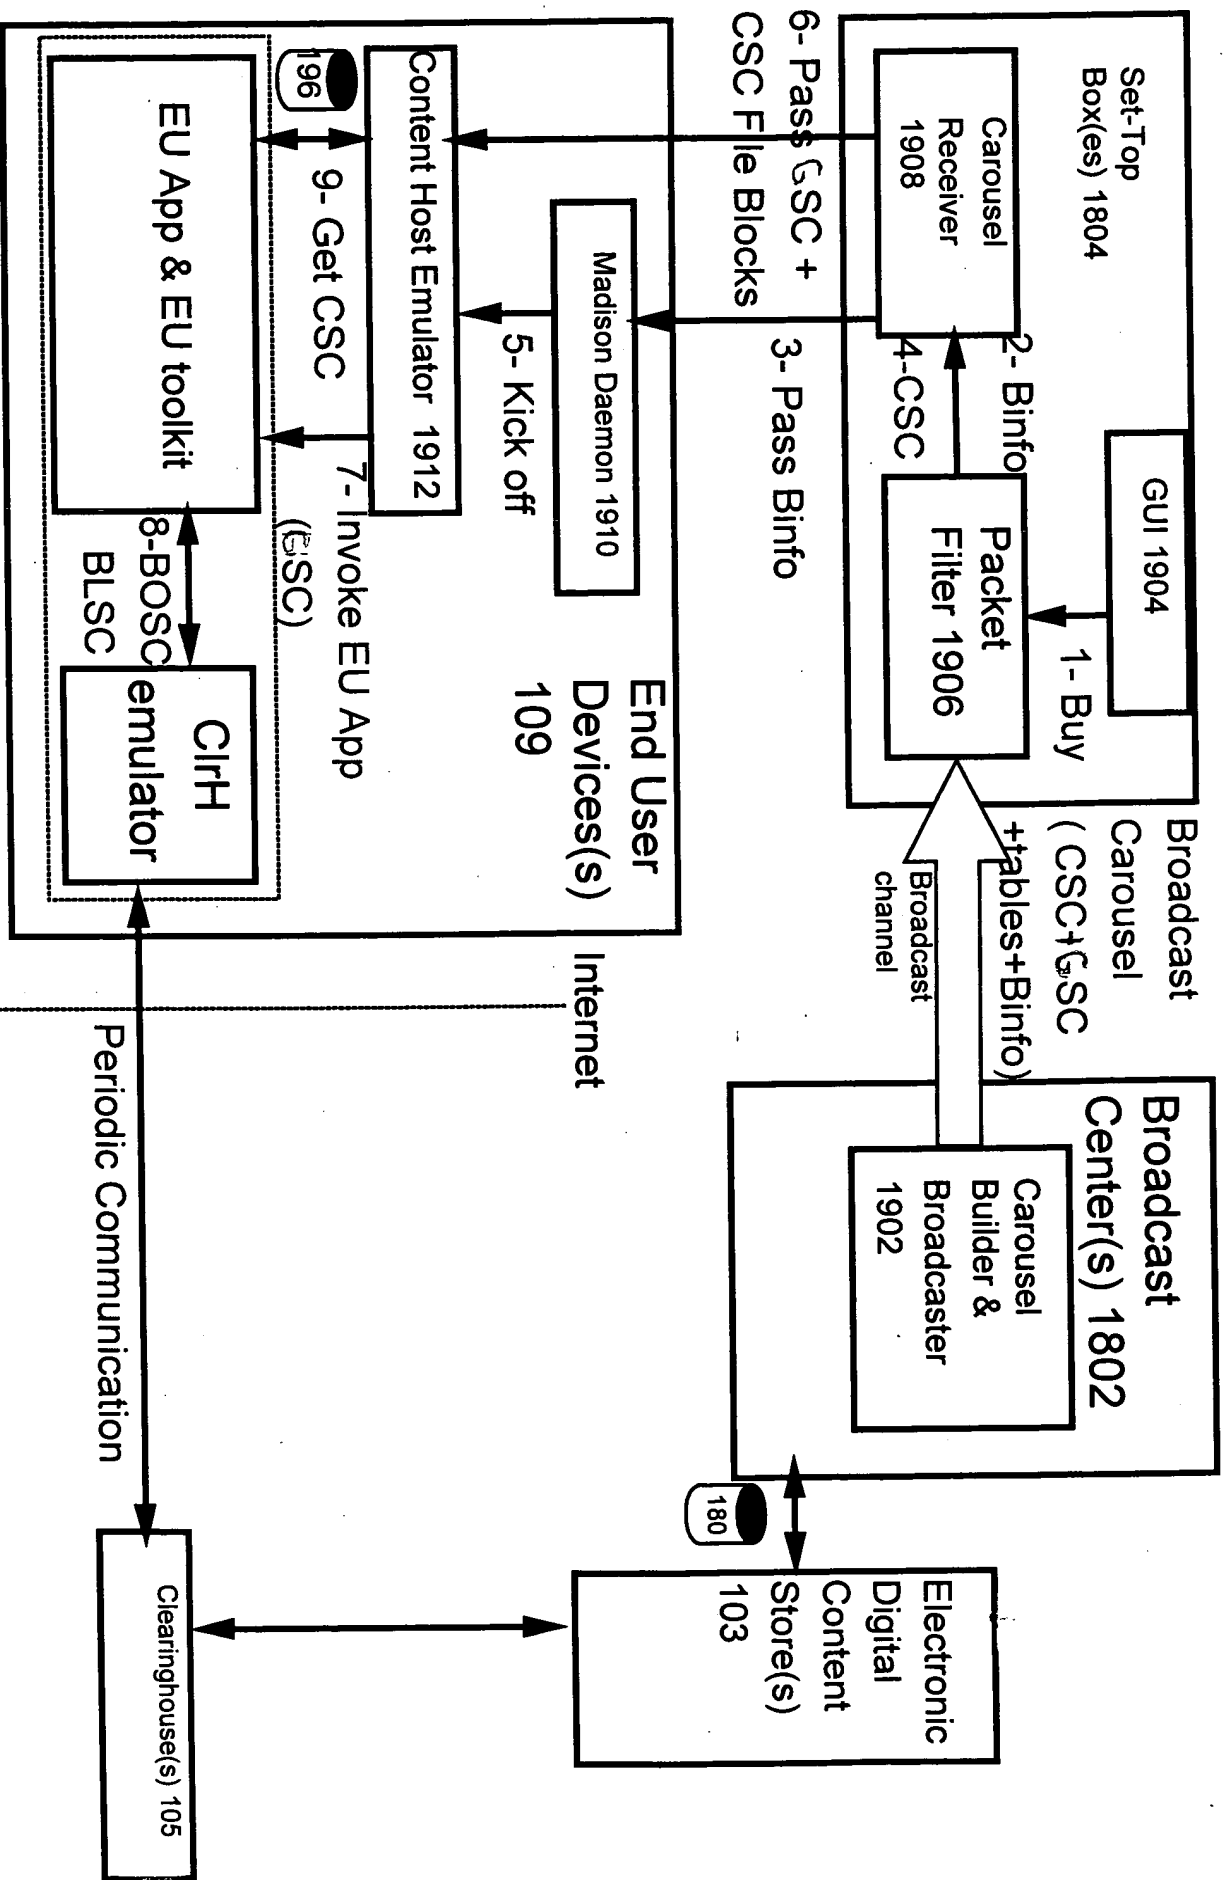 Set-Top
Box(es) 1804
GUI 1904
1- Buy
Carousel
Receiver
1908
2- Binfo
4-CSC
Packet
Filter 1906
6- Pass GSC +
CSC File Blocks
3- Pass Binfo
Broadcast
Carousel
(CSC+GSC
+tables+Binfo)
Broadcast
channel
Broadcast
Center(s) 1802
Carousel
Builder &
Broadcaster
1902
180
Electronic
Digital
Content
Store(s)
103
End User
Devices(s)
109
Madison Daemon 1910
5- Kick off
Content Host Emulator 1912
196
9- Get CSC
7- Invoke EU App
(GSC)
EU App & EU toolkit
8-BOSC
BLSC
ClrH
emulator
Internet
Periodic Communication
Clearinghouse(s) 105